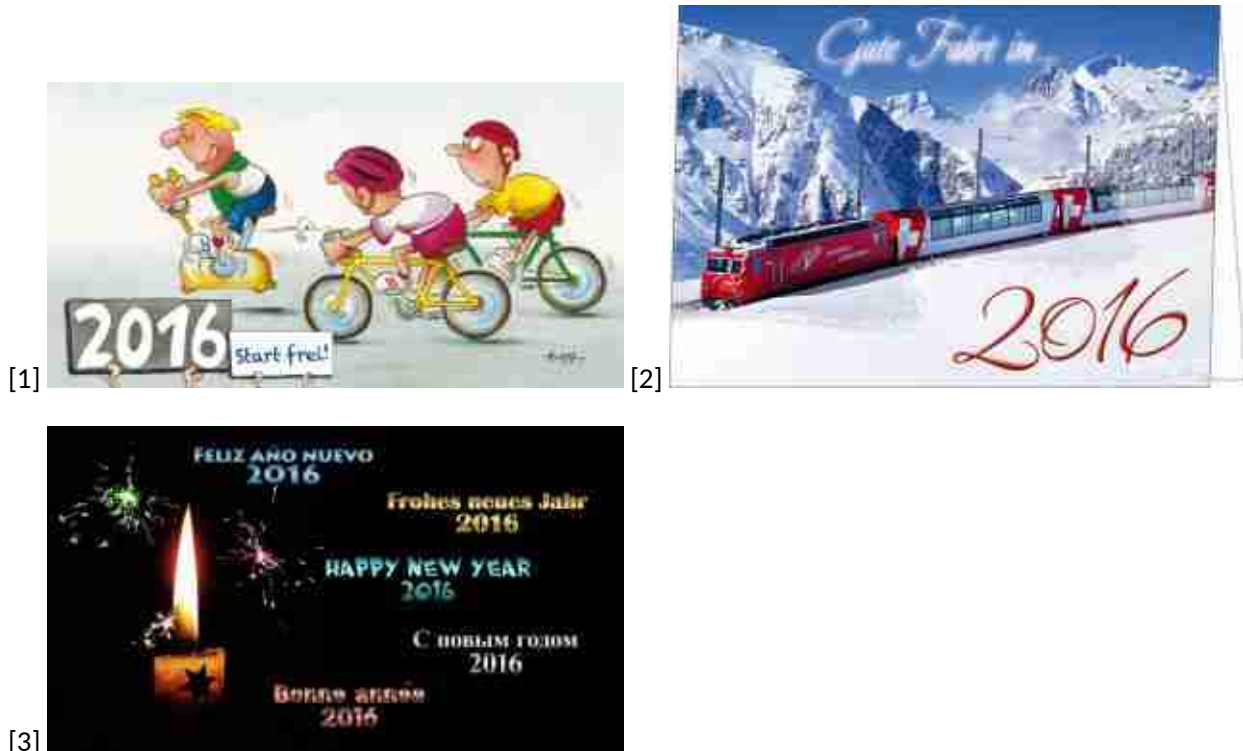 [1]
2016
Start frei!
[2]
Gute Fahrt in...
2016
[3]
FELIZ AÑO NUEVO
2016
Frohes neues Jahr
2016
HAPPY NEW YEAR
2016
С новым годом
2016
Bonne année
2016